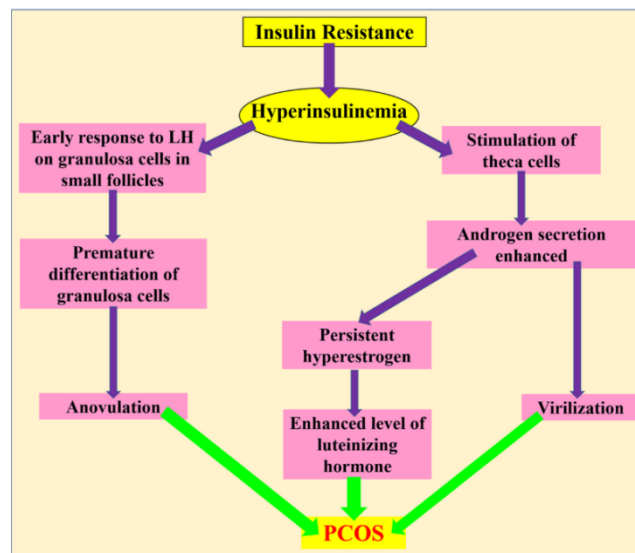 Insulin Resistance
Hyperinsulinemia
Early response to LH
on granulosa cells in
small follicles
Stimulation of
theca cells
Premature
differentiation of
granulosa cells
Androgen secretion
enhanced
Persistent
hyperestrogen
Anovulation
Enhanced level of
luteinizing
hormone
Virilization
PCOS